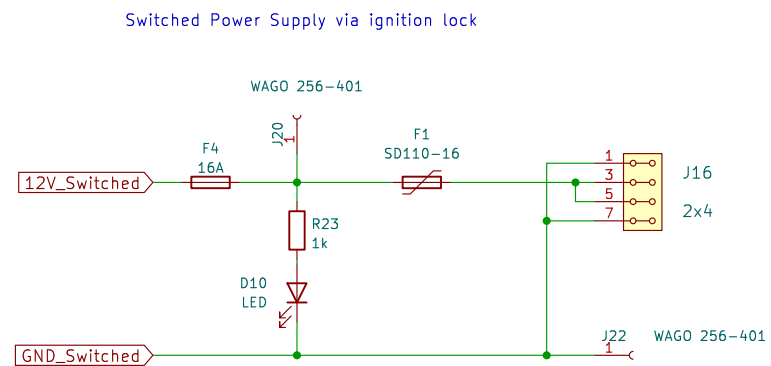 Switched Power Supply via ignition lock
WAGO 256-401
J20
1
F4
16A
F1
SD110-16
12V_Switched
1
3
5
7
J16
2x4
R23
1k
D10
LED
GND_Switched
J22
1
WAGO 256-401